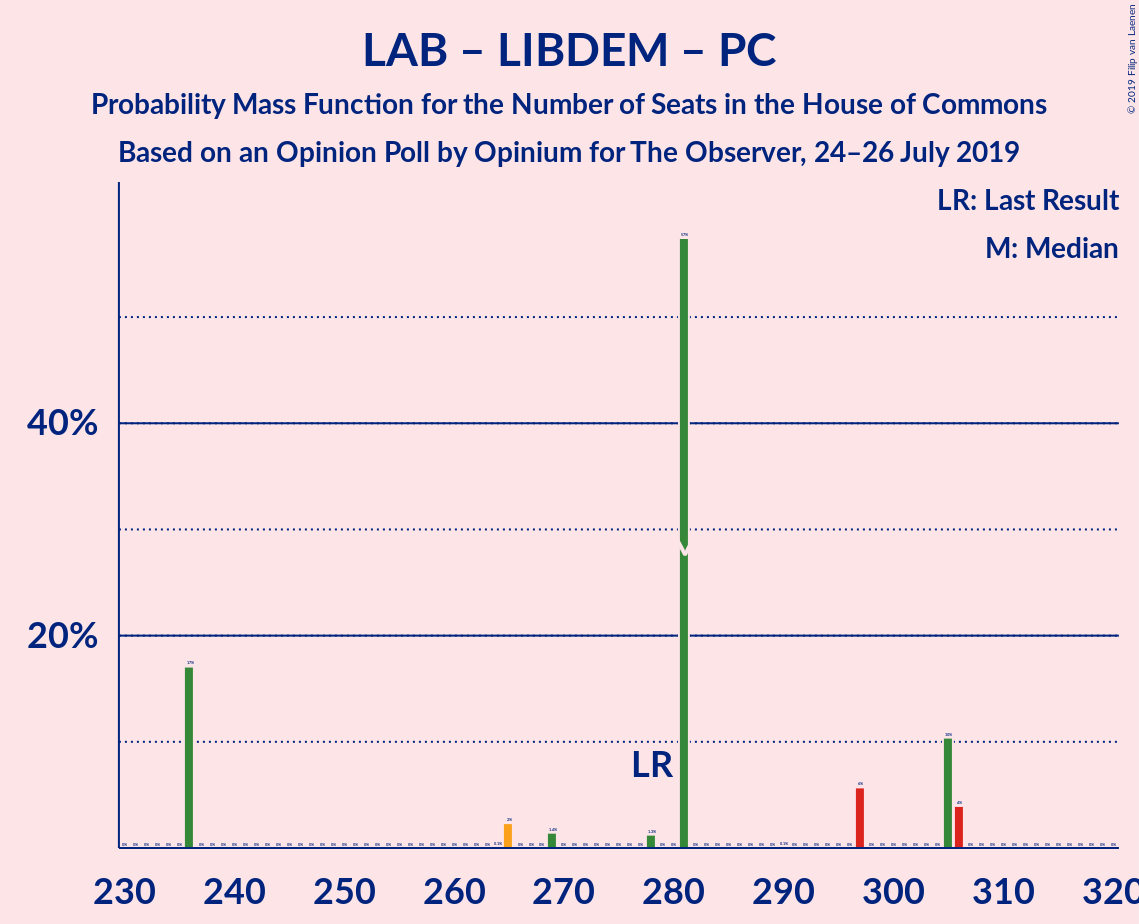 LAB – LIBDEM – PC
Probability Mass Function for the Number of Seats in the House of Commons
Based on an Opinion Poll by Opinium for The Observer, 24–26 July 2019
© 2019 Filip van Laenen
LR: Last Result
M: Median
40%
20%
LR
M
230 240 250 260 270 280 290 300 310 320